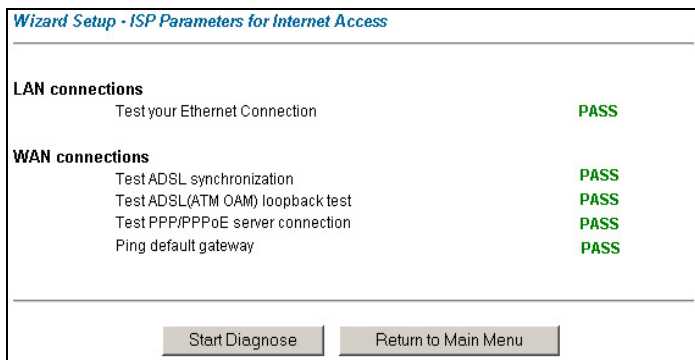 Wizard Setup - ISP Parameters for Internet Access
LAN connections
Test your Ethernet Connection PASS
WAN connections
Test ADSL synchronization PASS
Test ADSL(ATM OAM) loopback test PASS
Test PPP/PPPoE server connection PASS
Ping default gateway PASS
Start Diagnose Return to Main Menu